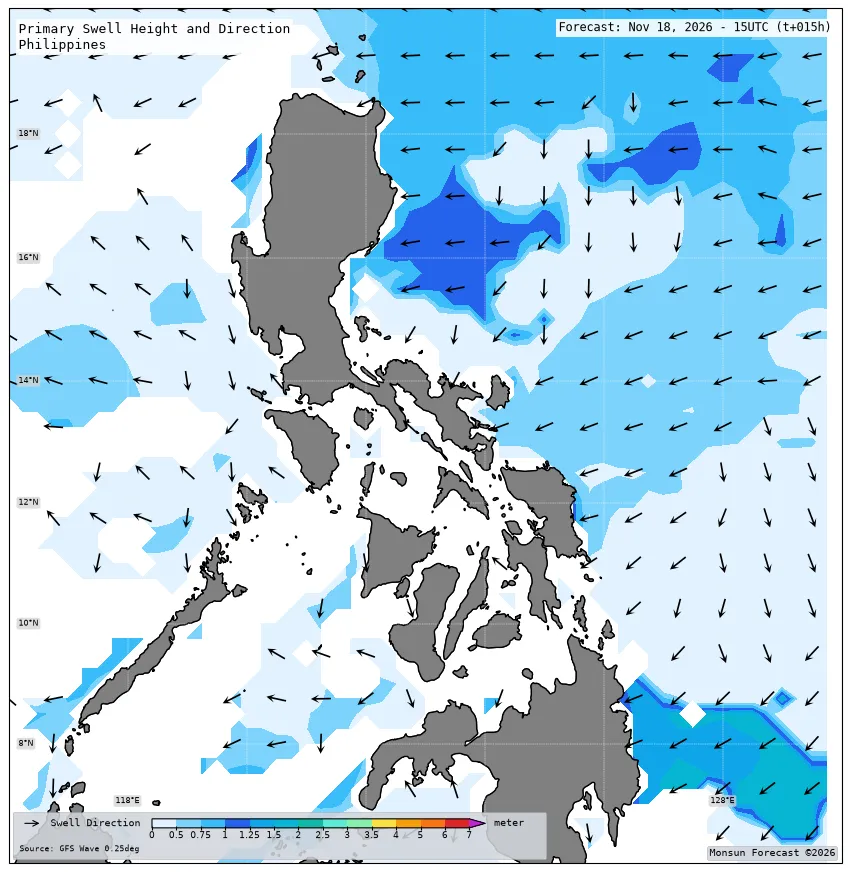 Primary Swell Height and Direction
Philippines
Forecast: Nov 18, 2026 - 15UTC (t+015h)
18°N
16°N
14°N
12°N
10°N
8°N
118°E
128°E
Swell Direction
0 0.5 0.75 1 1.25 1.5 2 2.5 3 3.5 4 5 6 7
meter
Source: GFS Wave 0.25deg
Monsun Forecast ©2026